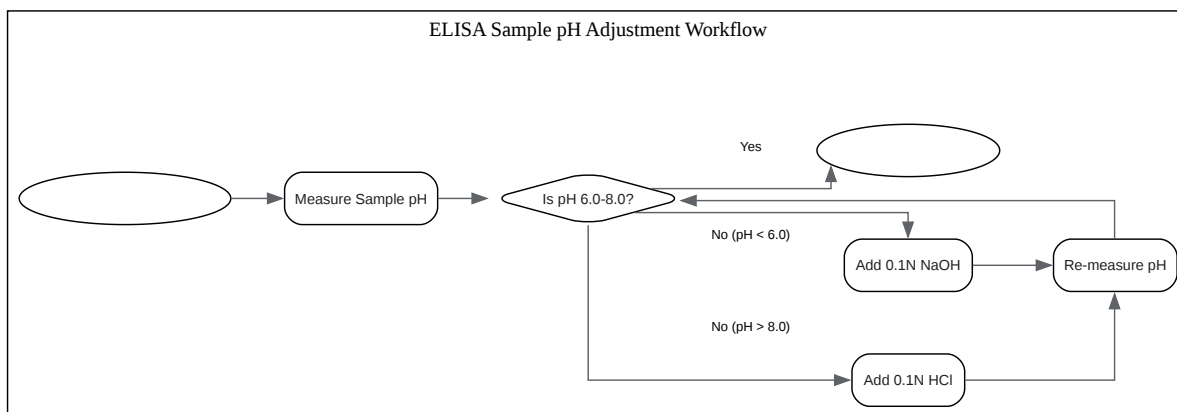 ELISA Sample pH Adjustment Workflow
Yes
Measure Sample pH
Is pH 6.0-8.0?
No (pH < 6.0)
Add 0.1N NaOH
Re-measure pH
No (pH > 8.0)
Add 0.1N HCl